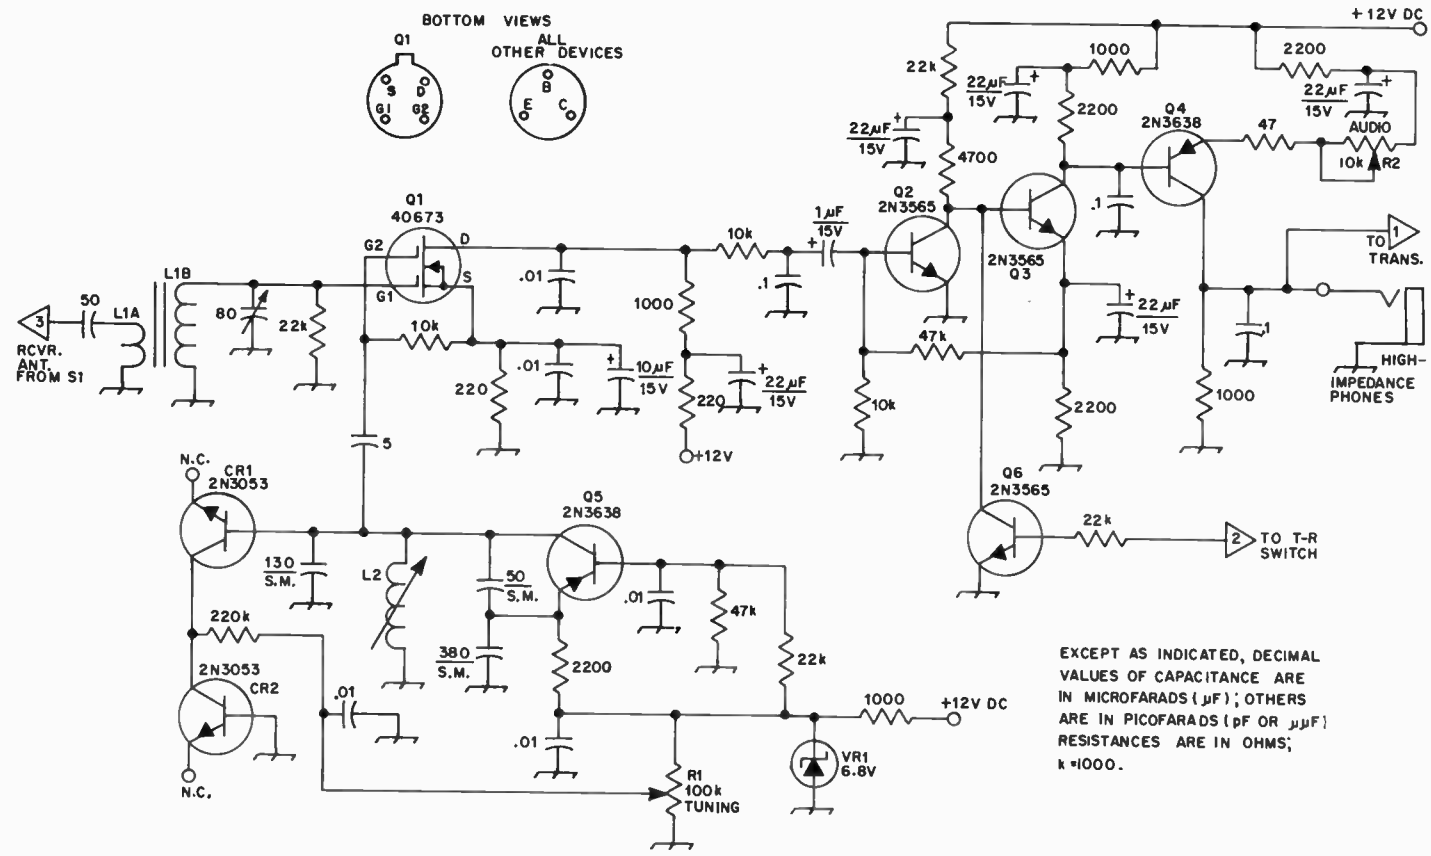 BOTTOM VIEWS
Q1
ALL
OTHER DEVICES
S D
G1 G2
B
E C
+12V DC
22k
22µF
15V
1000
2200
22µF
15V
22µF
15V
4700
2200
Q4
2N3638
47
AUDIO
10k R2
.1
Q1
40673
G2
D
S
G1
10k
1µF
15V
Q2
2N3565
2N3565
Q3
1
TO
TRANS.
3
RCVR.
ANT.
FROM S1
50
L1A
L1B
80
22k
10k
.01
1000
.1
47k
22µF
15V
.1
HIGH-
IMPEDANCE
PHONES
220
.01
10µF
15V
220
22µF
15V
+12V
10k
2200
1000
5
N.C.
CR1
2N3053
Q5
2N3638
Q6
2N3565
22k
2
TO T-R
SWITCH
130
S.M.
L2
50
S.M.
.01
47k
22k
220k
380
S.M.
2200
2N3053
CR2
.01
N.C.
.01
R1
100k
TUNING
1000
+12V DC
VR1
6.8V
EXCEPT AS INDICATED, DECIMAL
VALUES OF CAPACITANCE ARE
IN MICROFARADS (µF); OTHERS
ARE IN PICOFARADS (pF OR µµF)
RESISTANCES ARE IN OHMS;
k=1000.